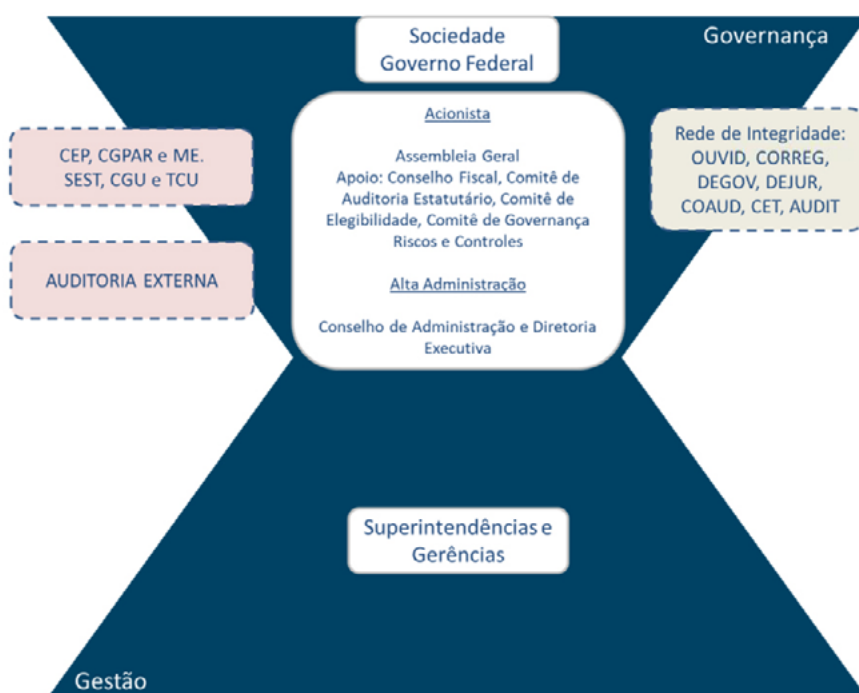 Sociedade
Governo Federal
Governança
Acionista
Assembleia Geral
Apoio: Conselho Fiscal, Comitê de
Auditoria Estatutário, Comitê de
Elegibilidade, Comitê de Governança
Riscos e Controles
Alta Administração
Conselho de Administração e Diretoria
Executiva
CEP, CGPAR e ME.
SEST, CGU e TCU
AUDITORIA EXTERNA
Rede de Integridade:
OUVID, CORREG,
DEGOV, DEJUR,
COAUD, CET, AUDIT
Superintendências e
Gerências
Gestão